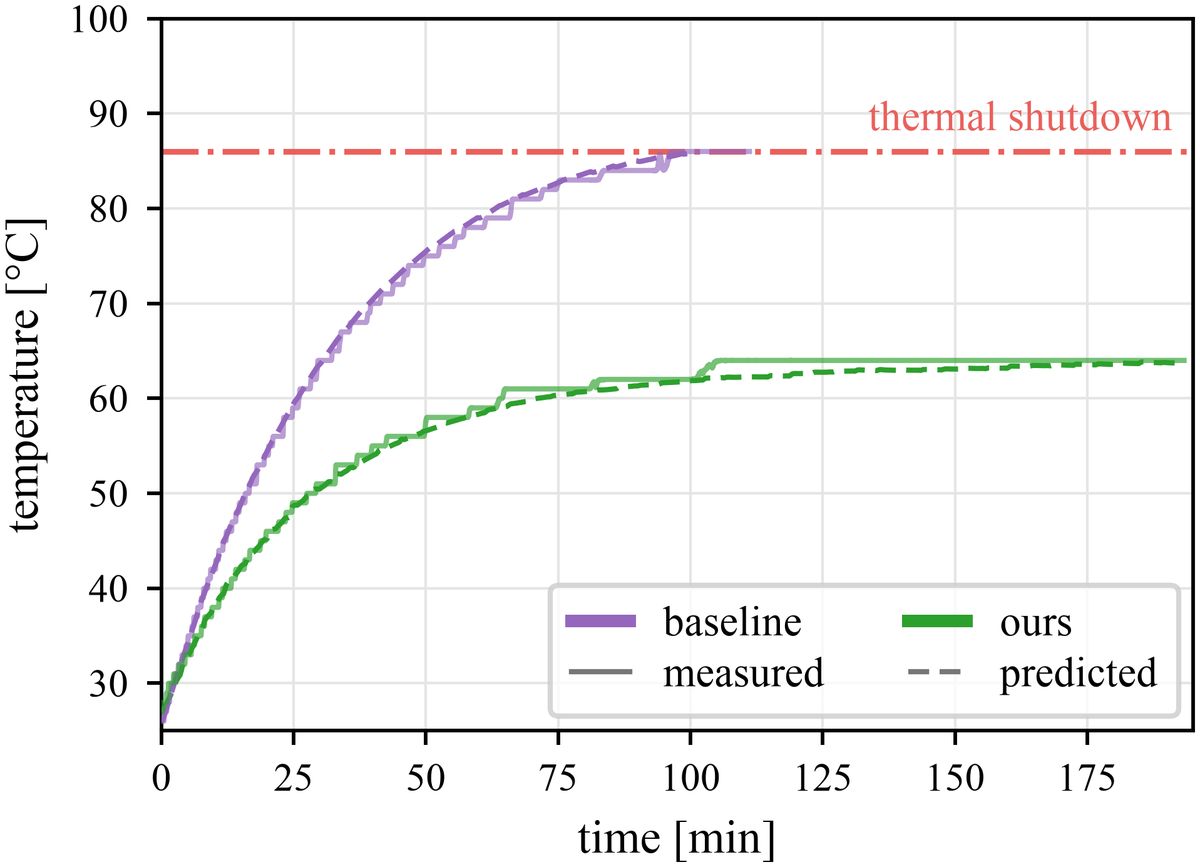 100
90
80
70
60
50
40
30
temperature [°C]
thermal shutdown
baseline ours
measured predicted
0 25 50 75 100 125 150 175
time [min]